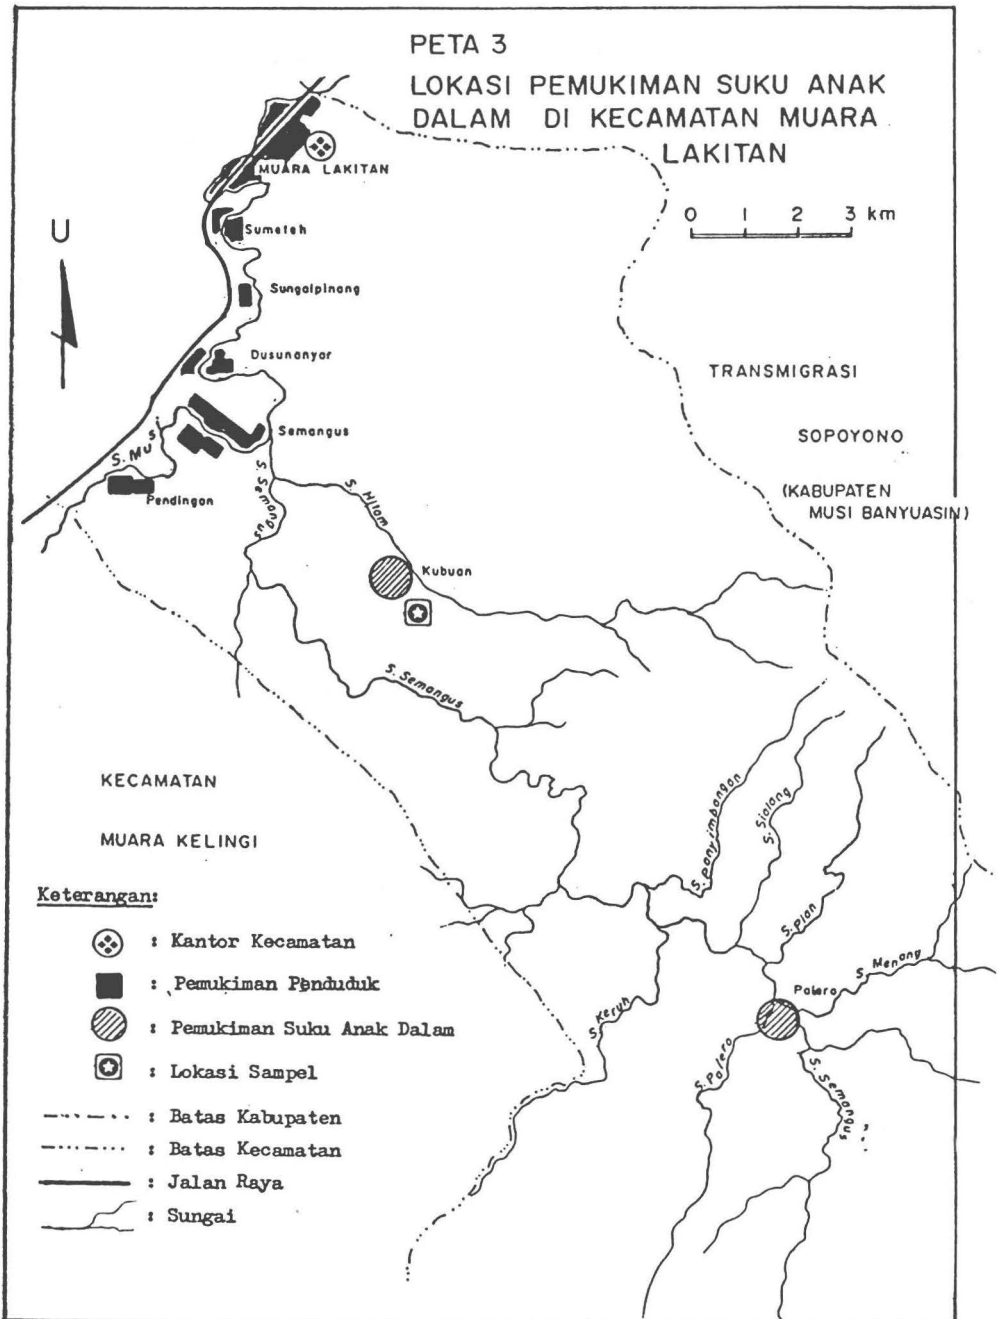 PETA 3
LOKASI PEMUKIMAN SUKU ANAK
DALAM DI KECAMATAN MUARA
LAKITAN
MUARA LAKITAN
0 1 2 3 km
U
Sumeteh
Sungaipinang
Dusunanyar
TRANSMIGRASI
Semangus
SOPOYONO
S. Musi
S. Semangus
S. Hitam
(KABUPATEN
MUSI BANYUASIN)
Pendingan
Kubuan
S. Semangus
KECAMATAN
MUARA KELINGI
S. Panyimbangan
S. Sialang
S. Pian
S. Menang
Palero
S. Keruh
S. Palero
S. Semangus
Keterangan:
: Kantor Kecamatan
: Pemukiman Penduduk
: Pemukiman Suku Anak Dalam
: Lokasi Sampel
: Batas Kabupaten
: Batas Kecamatan
: Jalan Raya
: Sungai